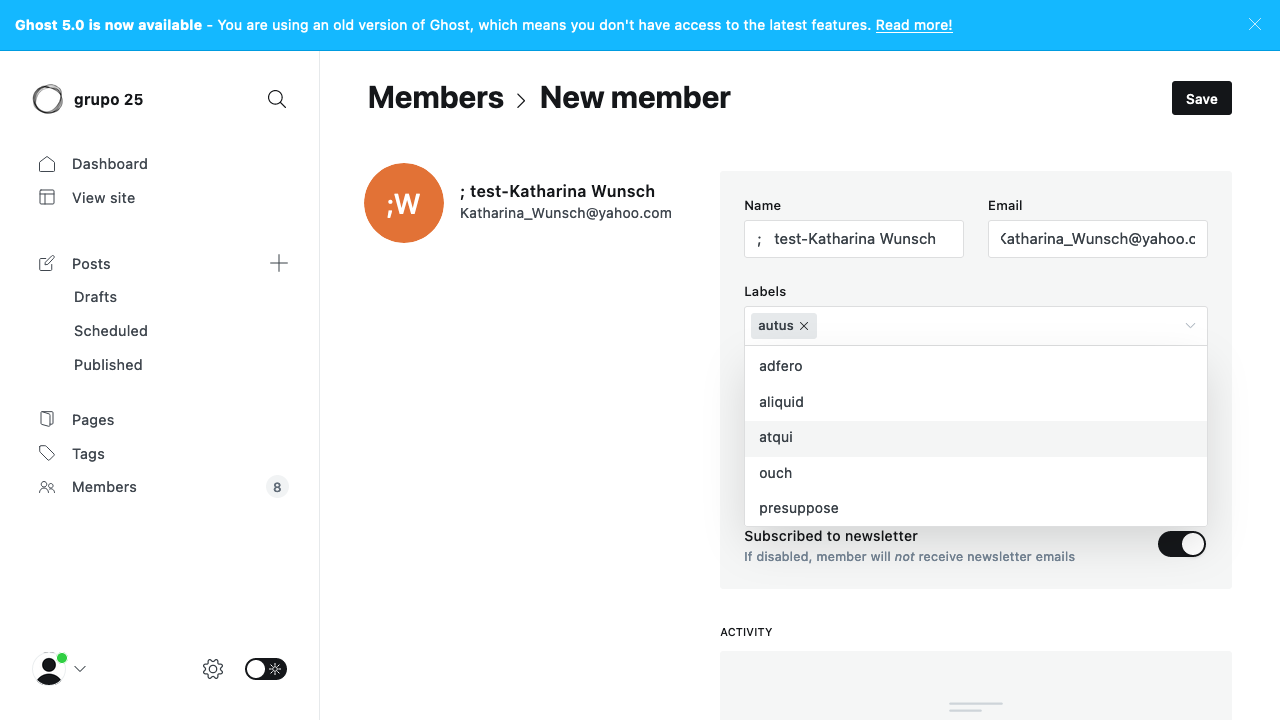 Ghost 5.0 is now available - You are using an old version of Ghost, which means you don't have access to the latest features. Read more!
grupo 25
Dashboard
View site
Posts
Drafts
Scheduled
Published
Pages
Tags
Members 8
Members > New member
Save
;W
; test-Katharina Wunsch
Katharina_Wunsch@yahoo.com
Name
; test-Katharina Wunsch
Email
Katharina_Wunsch@yahoo.c
Labels
autus
adfero
aliquid
atqui
ouch
presuppose
Subscribed to newsletter
If disabled, member will not receive newsletter emails
ACTIVITY